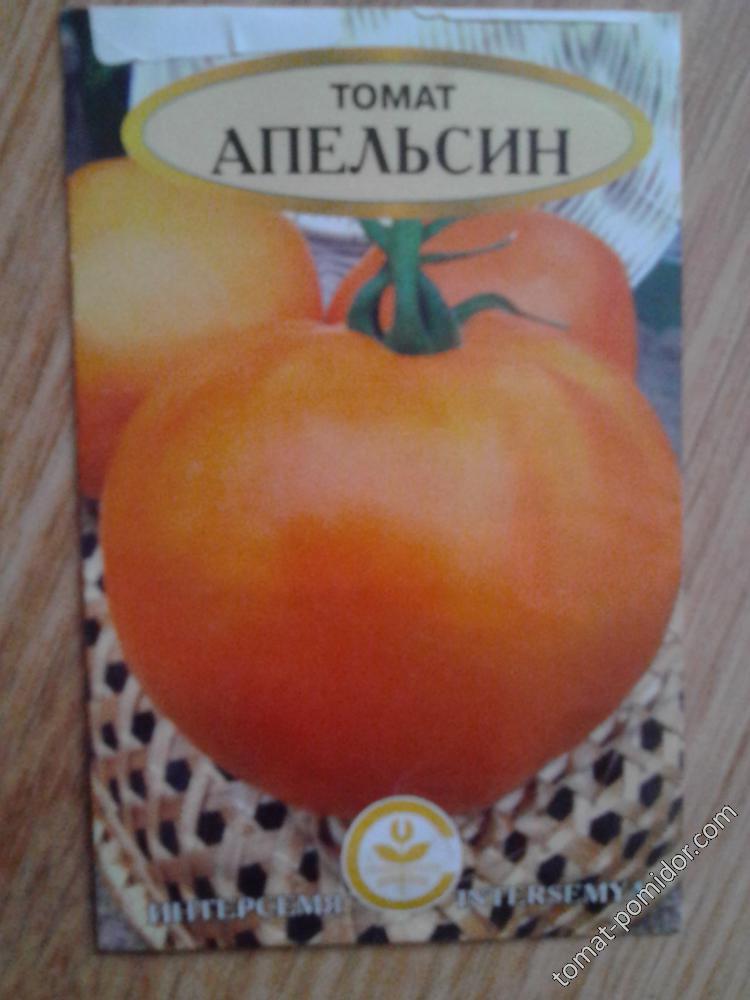 ТОМАТ
АПЕЛЬСИН
ИНТЕРСЕМЯ
INTERSEMYA
tomat-pomidor.com